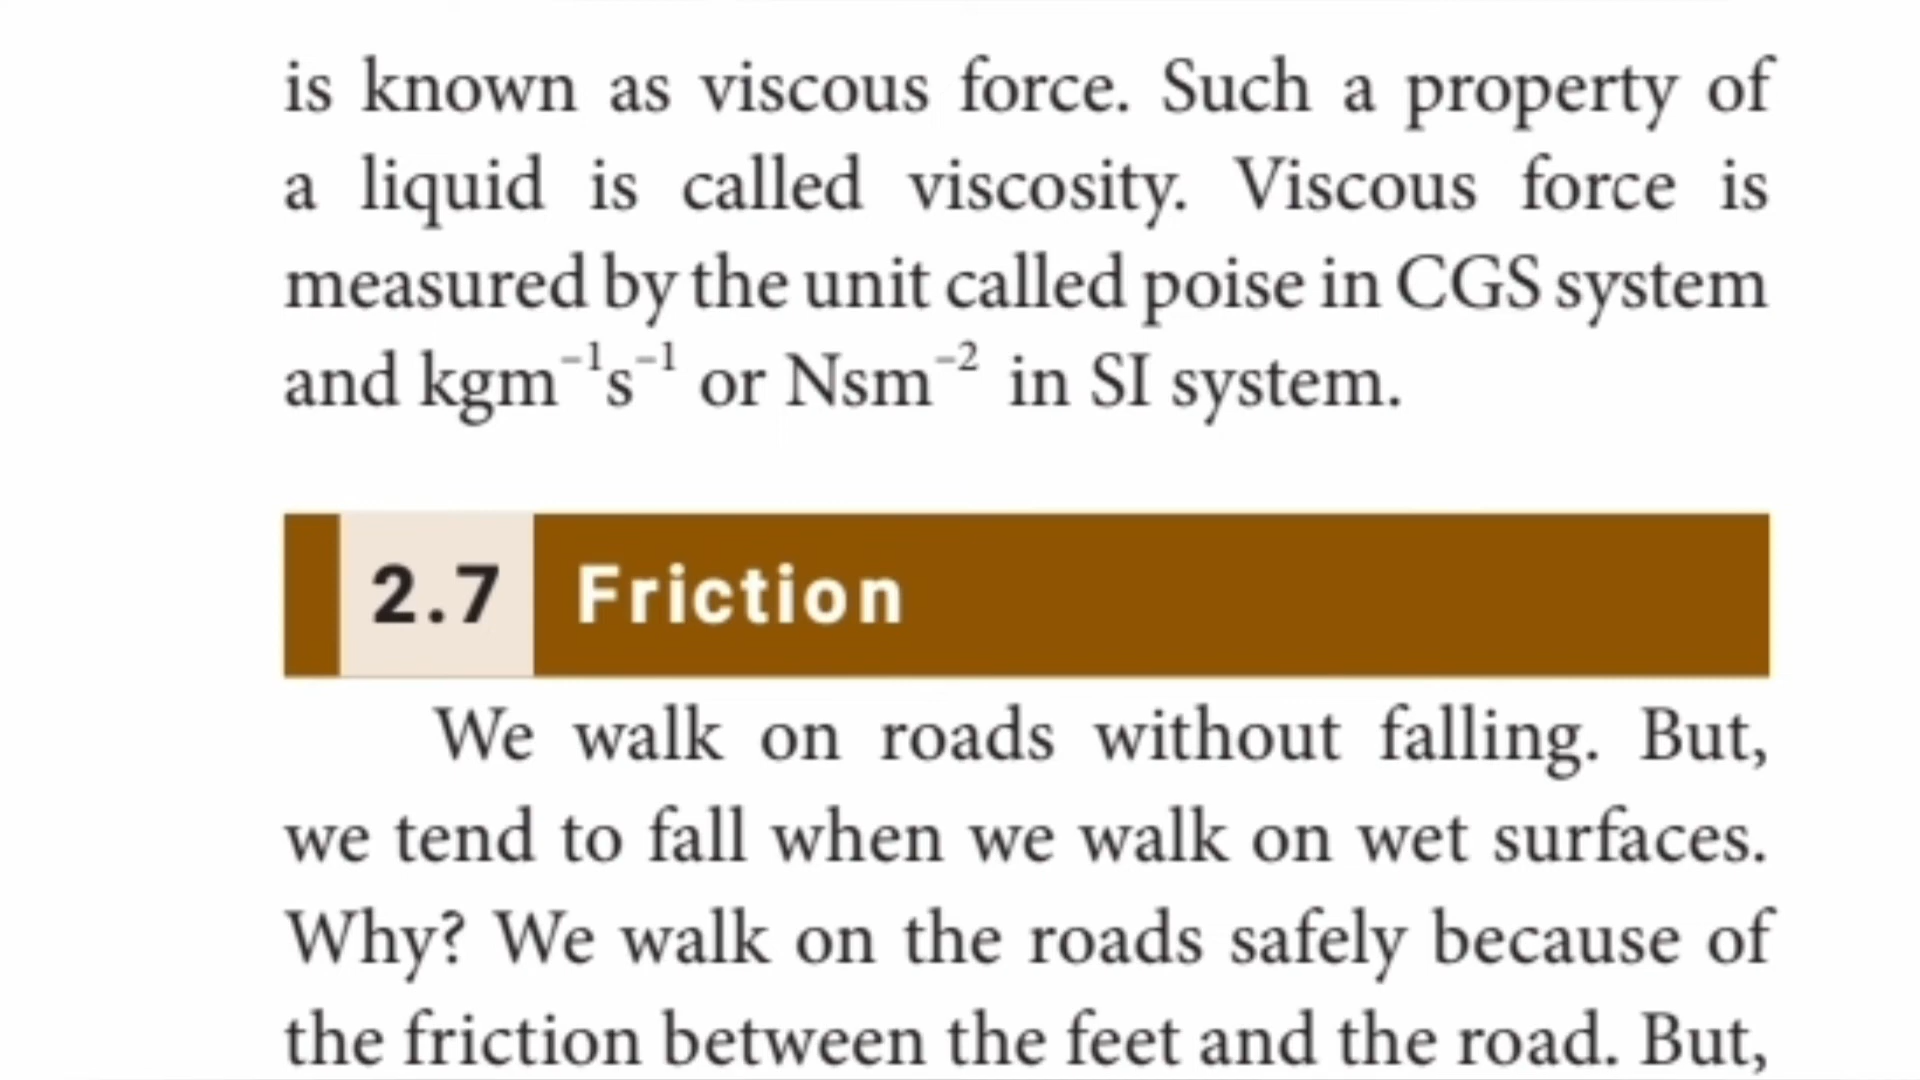 is known as viscous force. Such a property of
a liquid is called viscosity. Viscous force is
measured by the unit called poise in CGS system
and kgm⁻¹s⁻¹ or Nsm⁻² in SI system.
2.7 Friction
We walk on roads without falling. But,
we tend to fall when we walk on wet surfaces.
Why? We walk on the roads safely because of
the friction between the feet and the road. But,